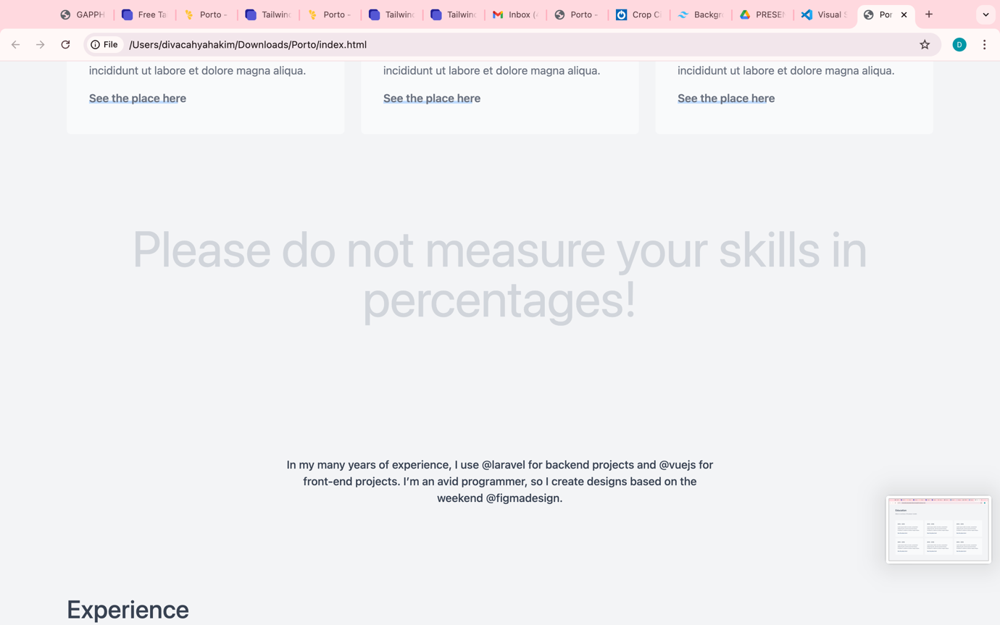 GAPPH
Free Ta
Porto -
Tailwind
Porto -
Tailwind
Tailwind
Inbox (
Porto -
Crop C
Backgr
PRESEN
Visual S
Por
File
/Users/divacahyahakim/Downloads/Porto/index.html
D
incididunt ut labore et dolore magna aliqua.
See the place here
incididunt ut labore et dolore magna aliqua.
See the place here
incididunt ut labore et dolore magna aliqua.
See the place here
Please do not measure your skills in
percentages!
In my many years of experience, I use @laravel for backend projects and @vuejs for
front-end projects. I’m an avid programmer, so I create designs based on the
weekend @figmadesign.
Education
Experience